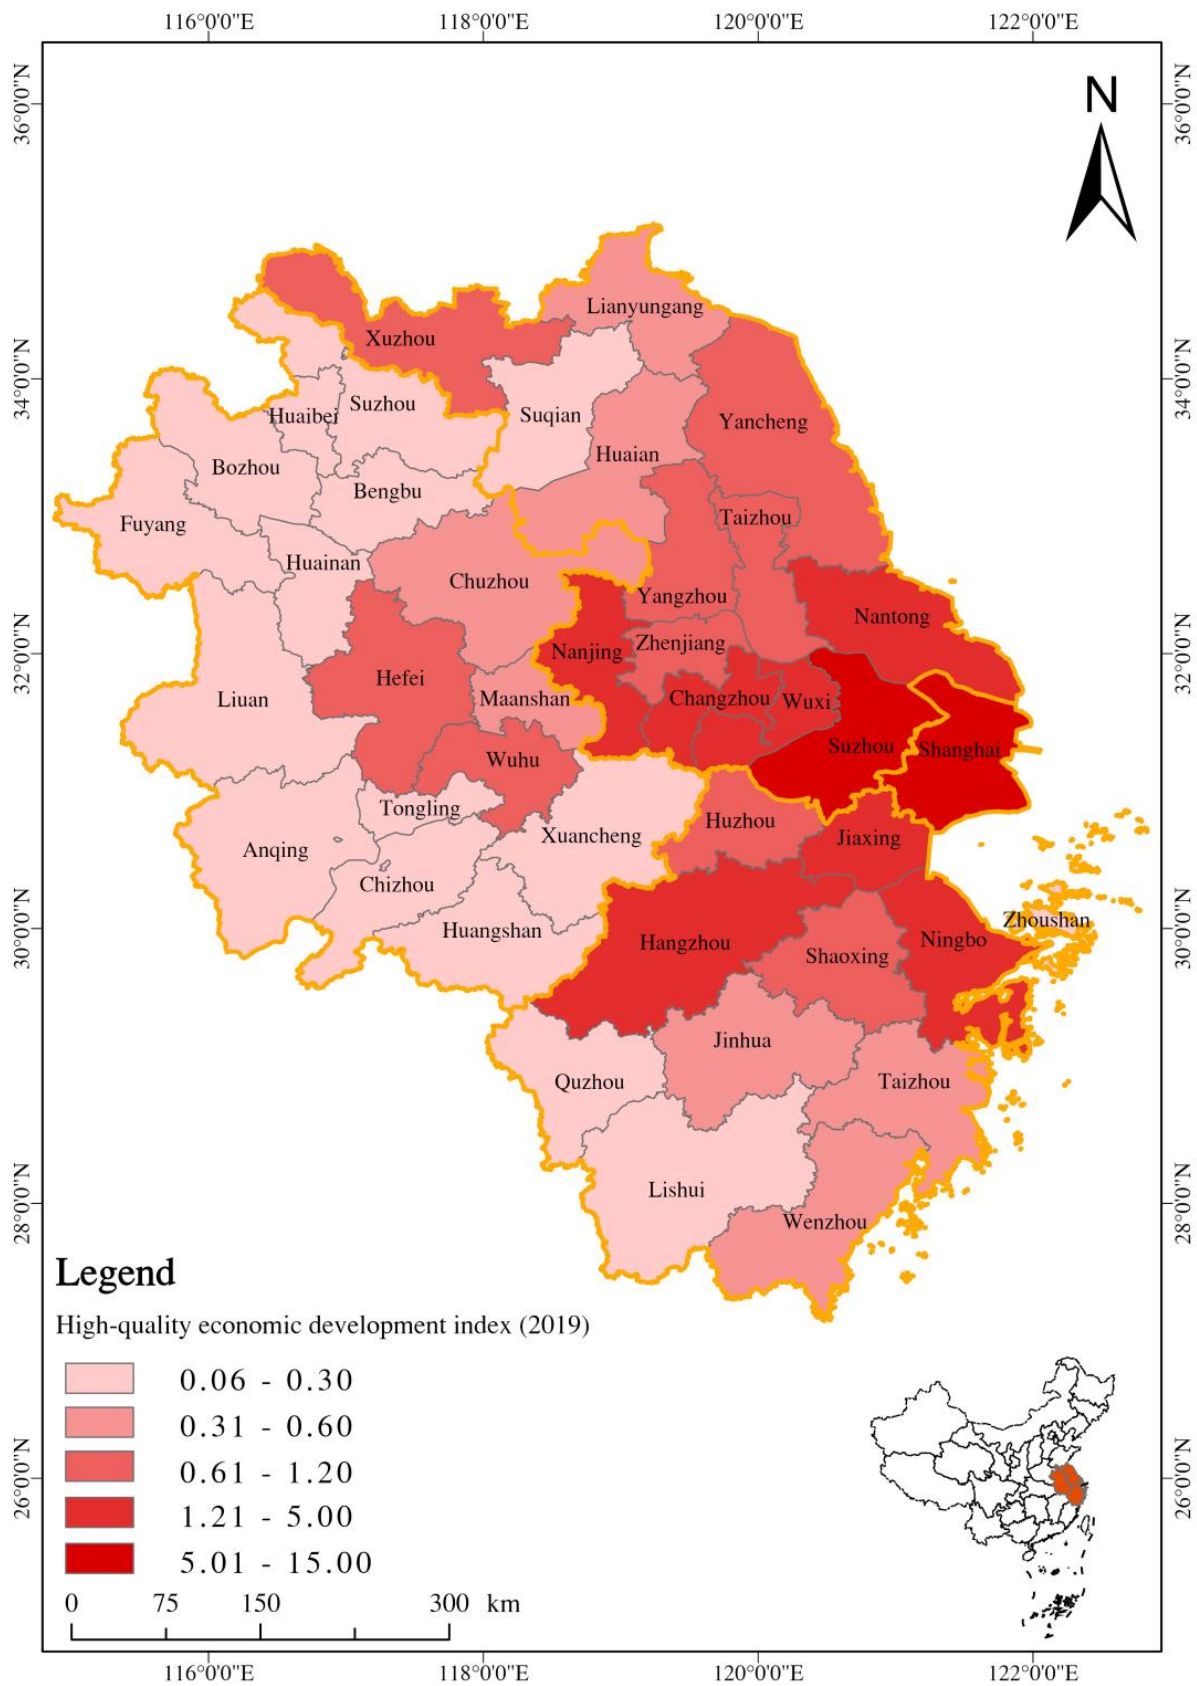 116°0'0"E
118°0'0"E
120°0'0"E
122°0'0"E
36°0'0"N
36°0'0"N
N
Lianyungang
Xuzhou
34°0'0"N
34°0'0"N
Suzhou
Huaibei
Suqian
Yancheng
Huaian
Bozhou
Bengbu
Taizhou
Fuyang
Huainan
Chuzhou
Yangzhou
Nantong
Zhenjiang
Nanjing
32°0'0"N
32°0'0"N
Hefei
Liuan
Maanshan
Changzhou
Wuxi
Suzhou
Shanghai
Wuhu
Tongling
Huzhou
Xuancheng
Jiaxing
Anqing
Chizhou
Zhoushan
Huangshan
Hangzhou
Ningbo
30°0'0"N
30°0'0"N
Shaoxing
Jinhua
Quzhou
Taizhou
Lishui
28°0'0"N
28°0'0"N
Wenzhou
Legend
High-quality economic development index (2019)
0.06 - 0.30
0.31 - 0.60
0.61 - 1.20
1.21 - 5.00
5.01 - 15.00
26°0'0"N
26°0'0"N
0 75 150 300 km
116°0'0"E
118°0'0"E
120°0'0"E
122°0'0"E